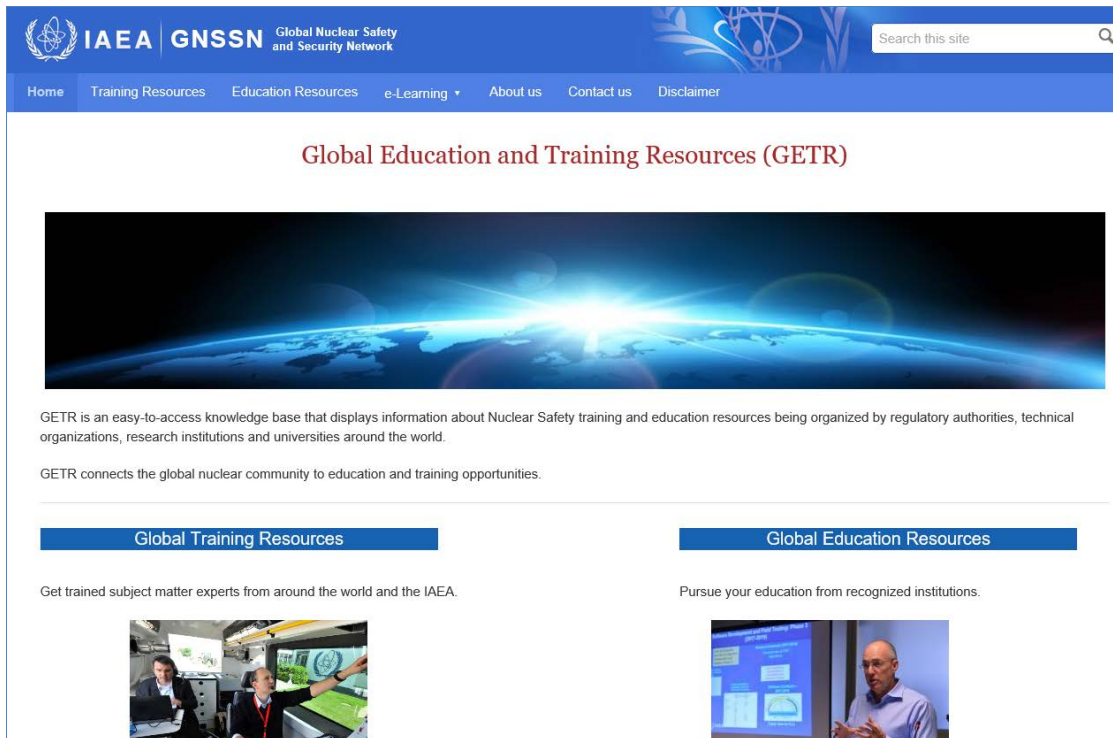 IAEA GNSSN Global Nuclear Safety
and Security Network
Search this site
Home Training Resources Education Resources e-Learning ▾ About us Contact us Disclaimer
Global Education and Training Resources (GETR)
GETR is an easy-to-access knowledge base that displays information about Nuclear Safety training and education resources being organized by regulatory authorities, technical
organizations, research institutions and universities around the world.
GETR connects the global nuclear community to education and training opportunities.
Global Training Resources
Global Education Resources
Get trained subject matter experts from around the world and the IAEA.
Pursue your education from recognized institutions.
Development and Field Testing: Phase